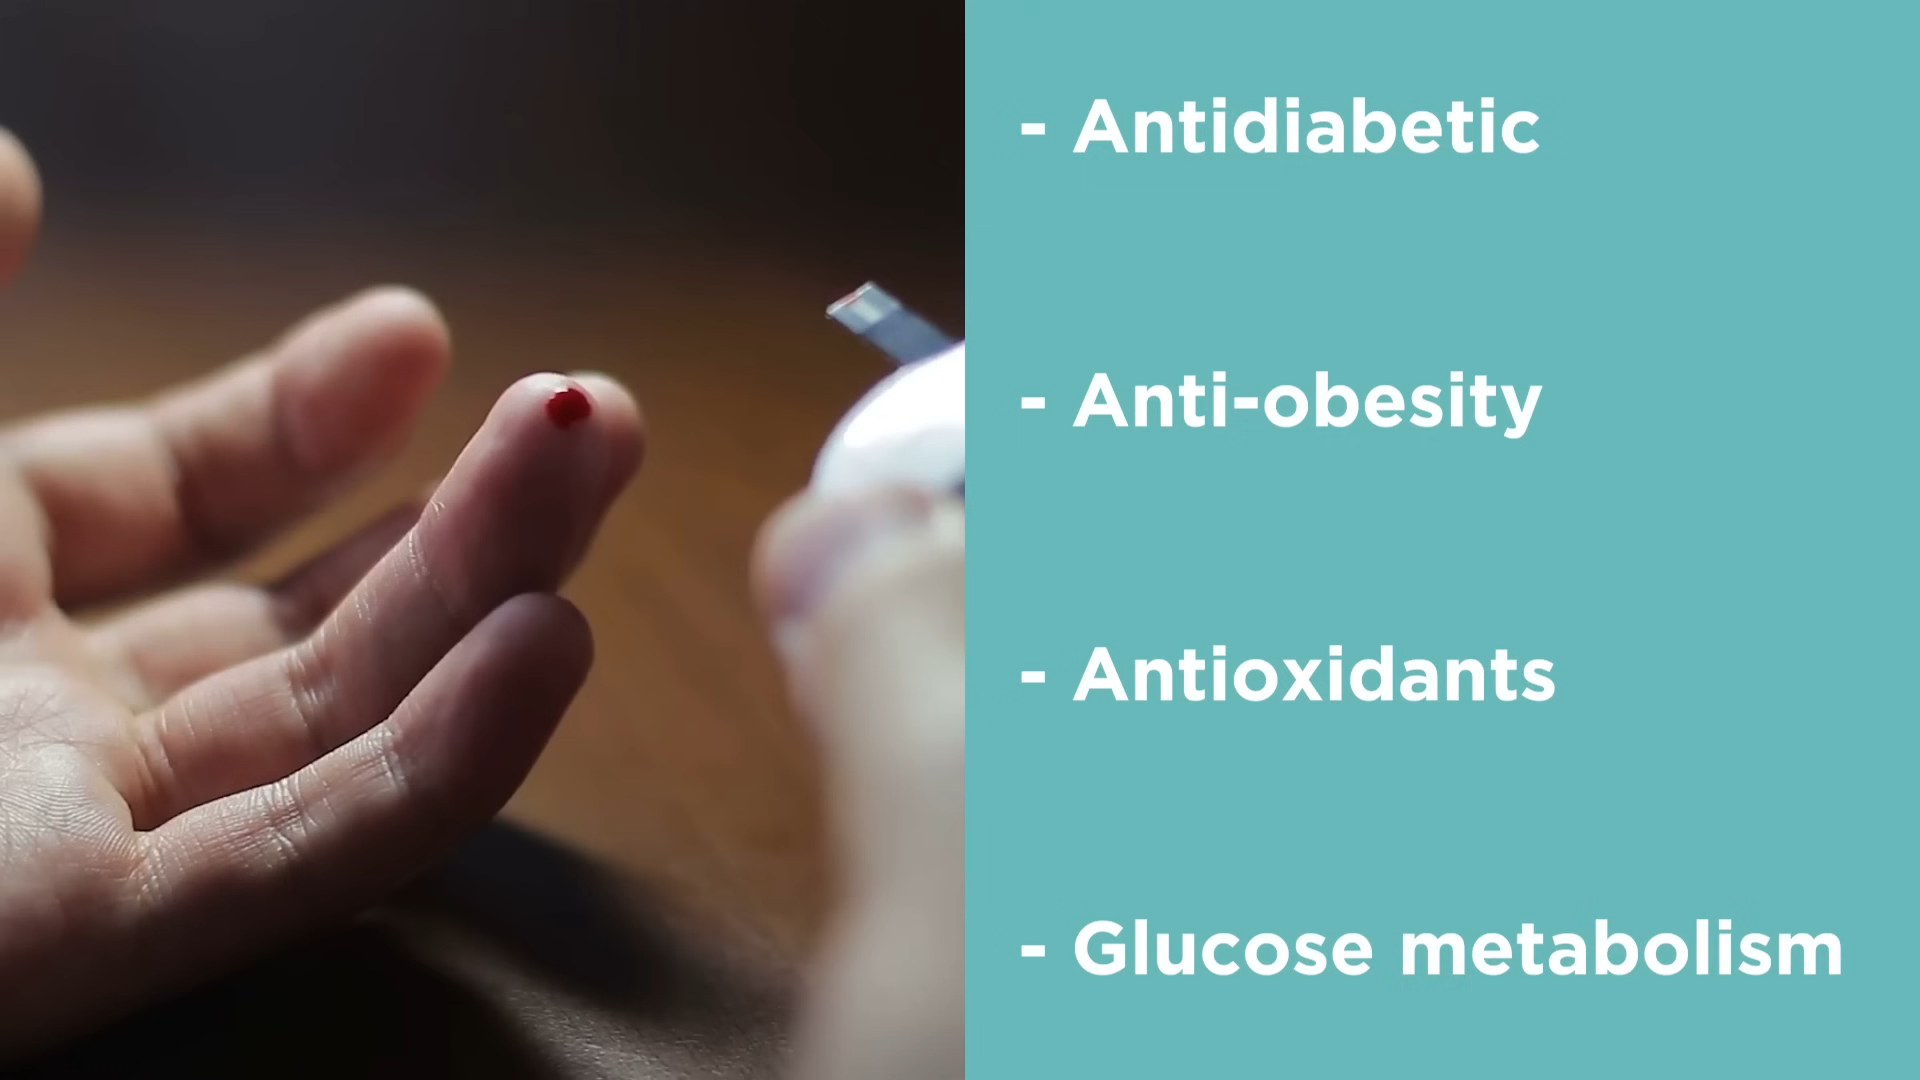 - Antidiabetic
- Anti-obesity
- Antioxidants
- Glucose metabolism